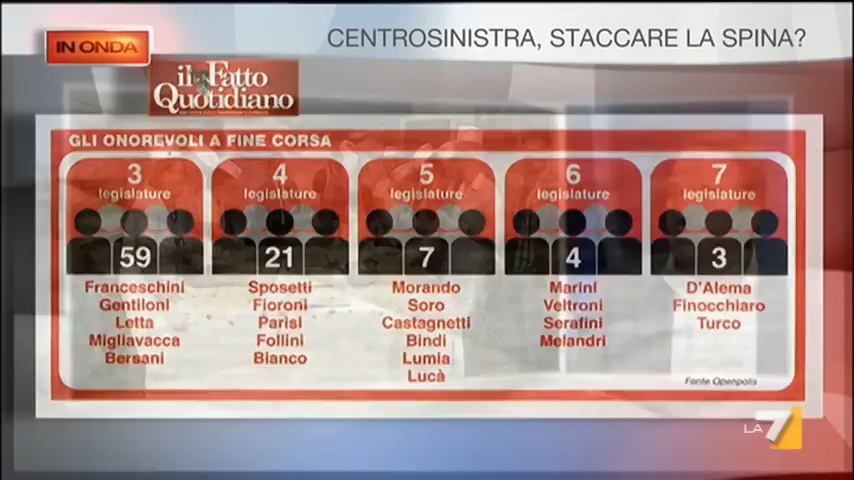 CENTROSINISTRA, STACCARE LA SPINA?
IN ONDA
il Fatto
Quotidiano
GLI ONOREVOLI A FINE CORSA
3
legislature
59
Franceschini
Gentiloni
Letta
Migliavacca
Bersani
4
legislature
21
Sposetti
Fioroni
Parisi
Follini
Bianco
5
legislature
7
Morando
Soro
Castagnetti
Bindi
Lumia
Lucà
6
legislature
4
Marini
Veltroni
Serafini
Melandri
7
legislature
3
D'Alema
Finocchiaro
Turco
Fonte Openpolis
LA 7